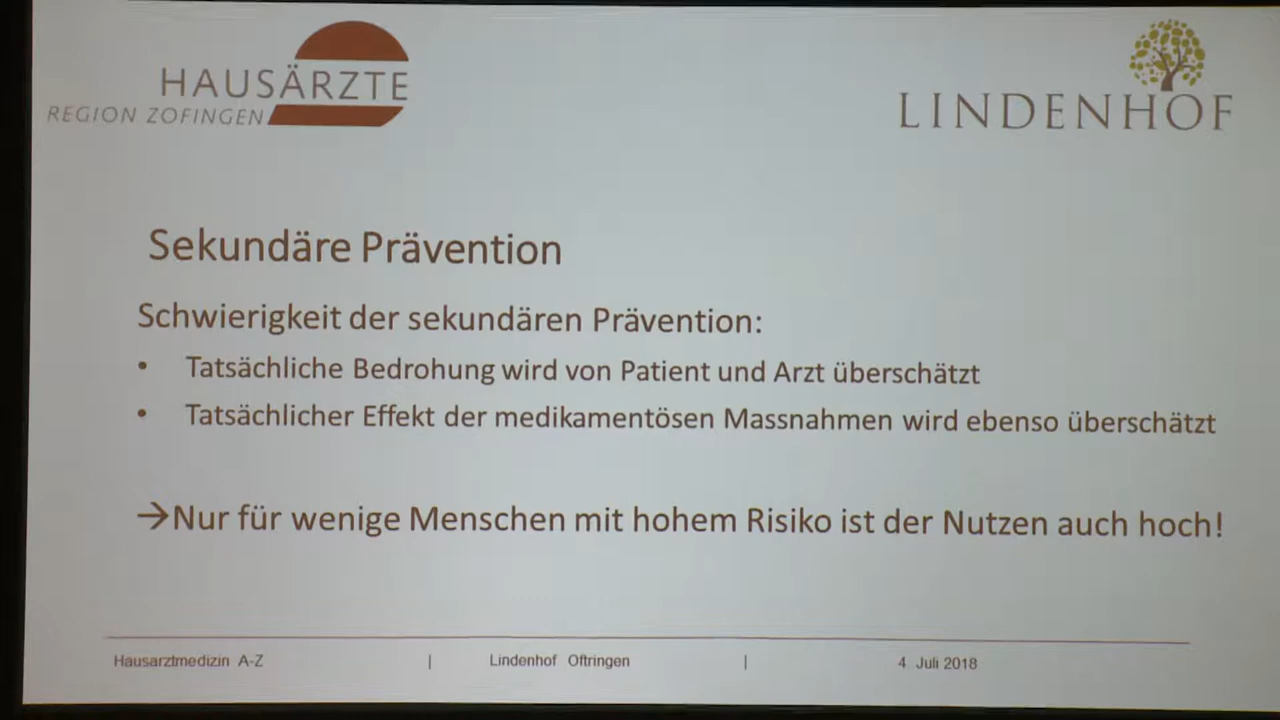 HAUSÄRZTE
REGION ZOFINGEN
LINDENHOF
Sekundäre Prävention
Schwierigkeit der sekundären Prävention:
• Tatsächliche Bedrohung wird von Patient und Arzt überschätzt
• Tatsächlicher Effekt der medikamentösen Massnahmen wird ebenso überschätzt
→Nur für wenige Menschen mit hohem Risiko ist der Nutzen auch hoch!
Hausarztmedizin A-Z | Lindenhof Oftringen | 4 Juli 2018